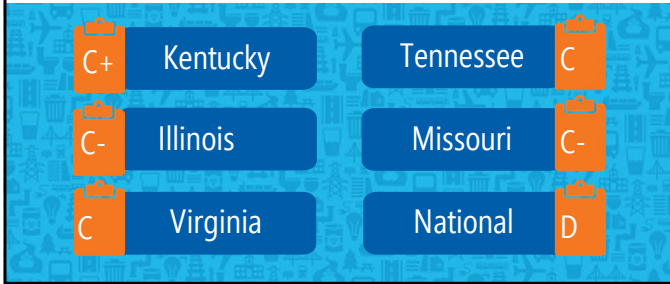 C+ Kentucky Tennessee C
C- Illinois Missouri C-
C Virginia National D